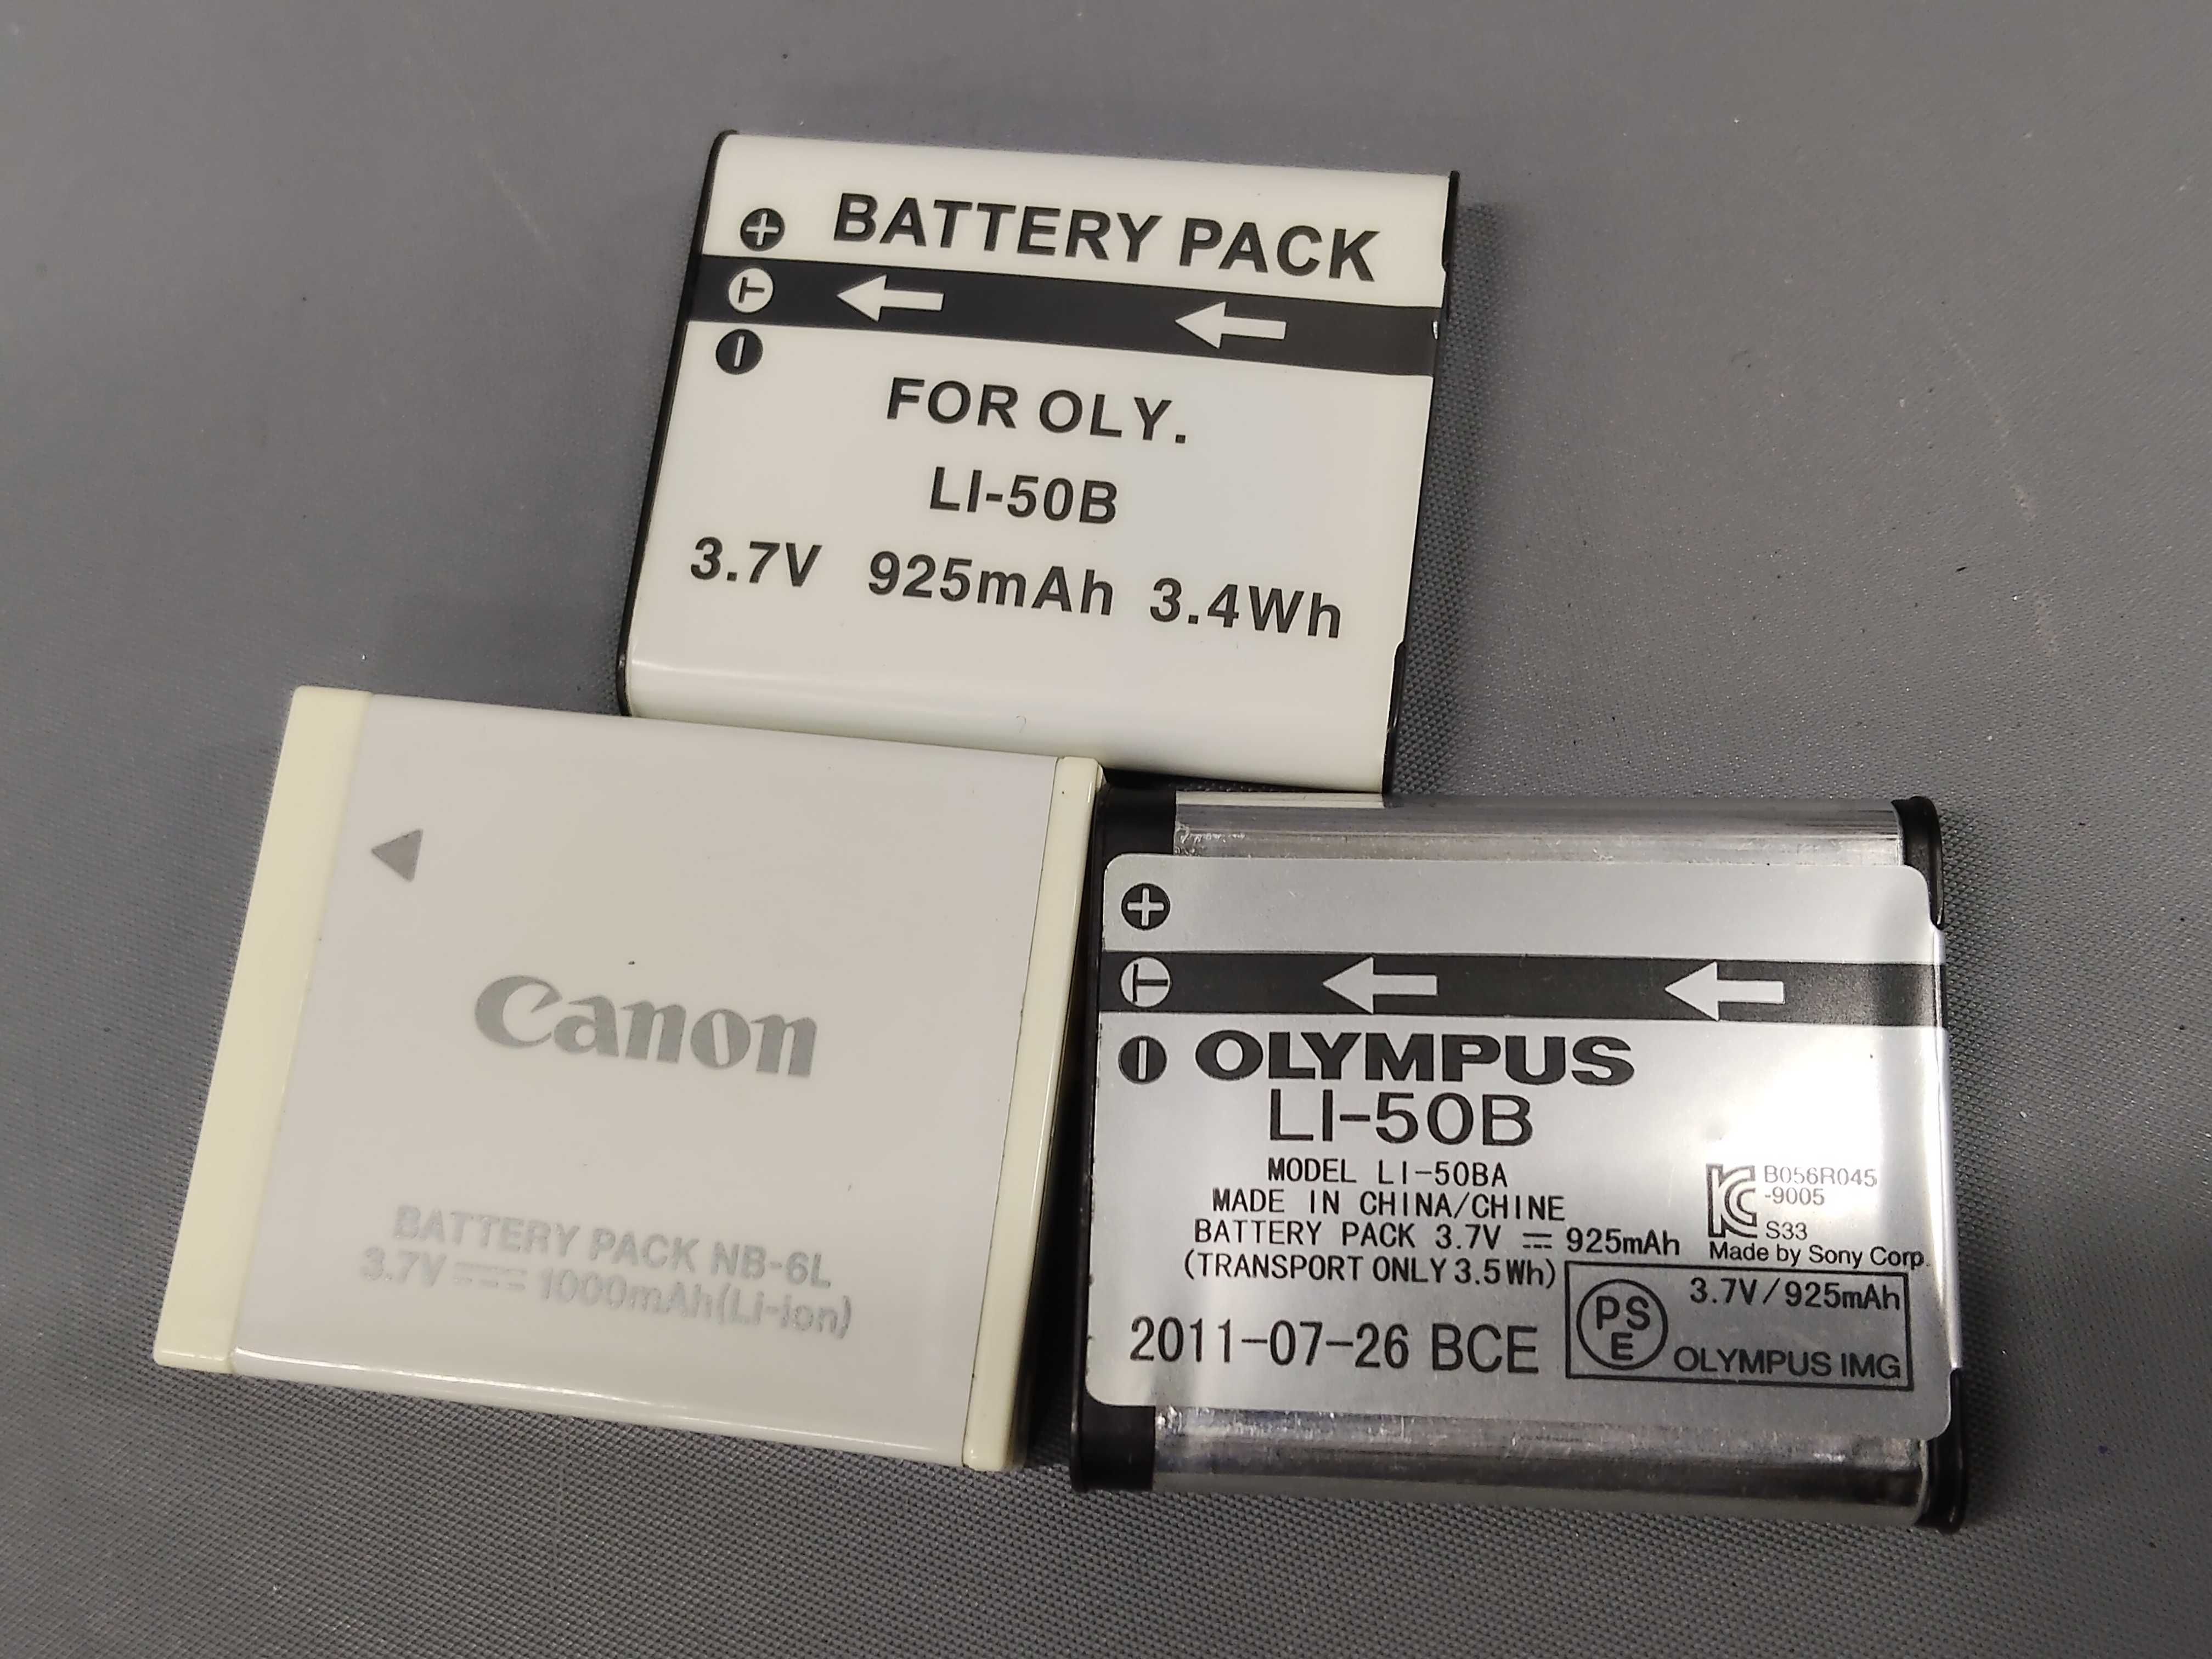 BATTERY PACK
FOR OLY.
LI-50B
3.7V 925mAh 3.4Wh
Canon
BATTERY PACK NB-6L
3.7V 1000mAh(Li-ion)
OLYMPUS
LI-50B
MODEL LI-50BA
MADE IN CHINA/CHINE
BATTERY PACK 3.7V ⎓ 925mAh
(TRANSPORT ONLY 3.5Wh)
2011-07-26 BCE
B056R045
-9005
S33
Made by Sony Corp.
PS
E
3.7V/925mAh
OLYMPUS IMG